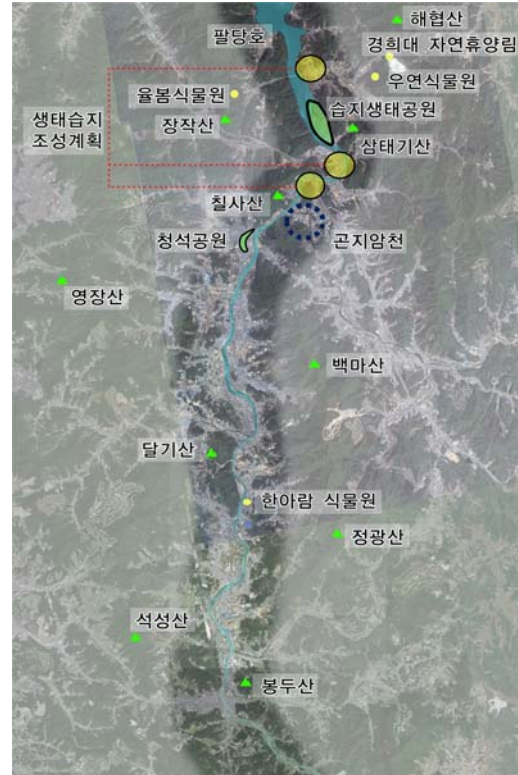 해협산
팔당호
경희대 자연휴양림
우연식물원
율봄식물원
습지생태공원
생태습지
조성계획
장작산
삼태기산
칠사산
청석공원
곤지암천
영장산
백마산
달기산
한아람 식물원
정광산
석성산
봉두산